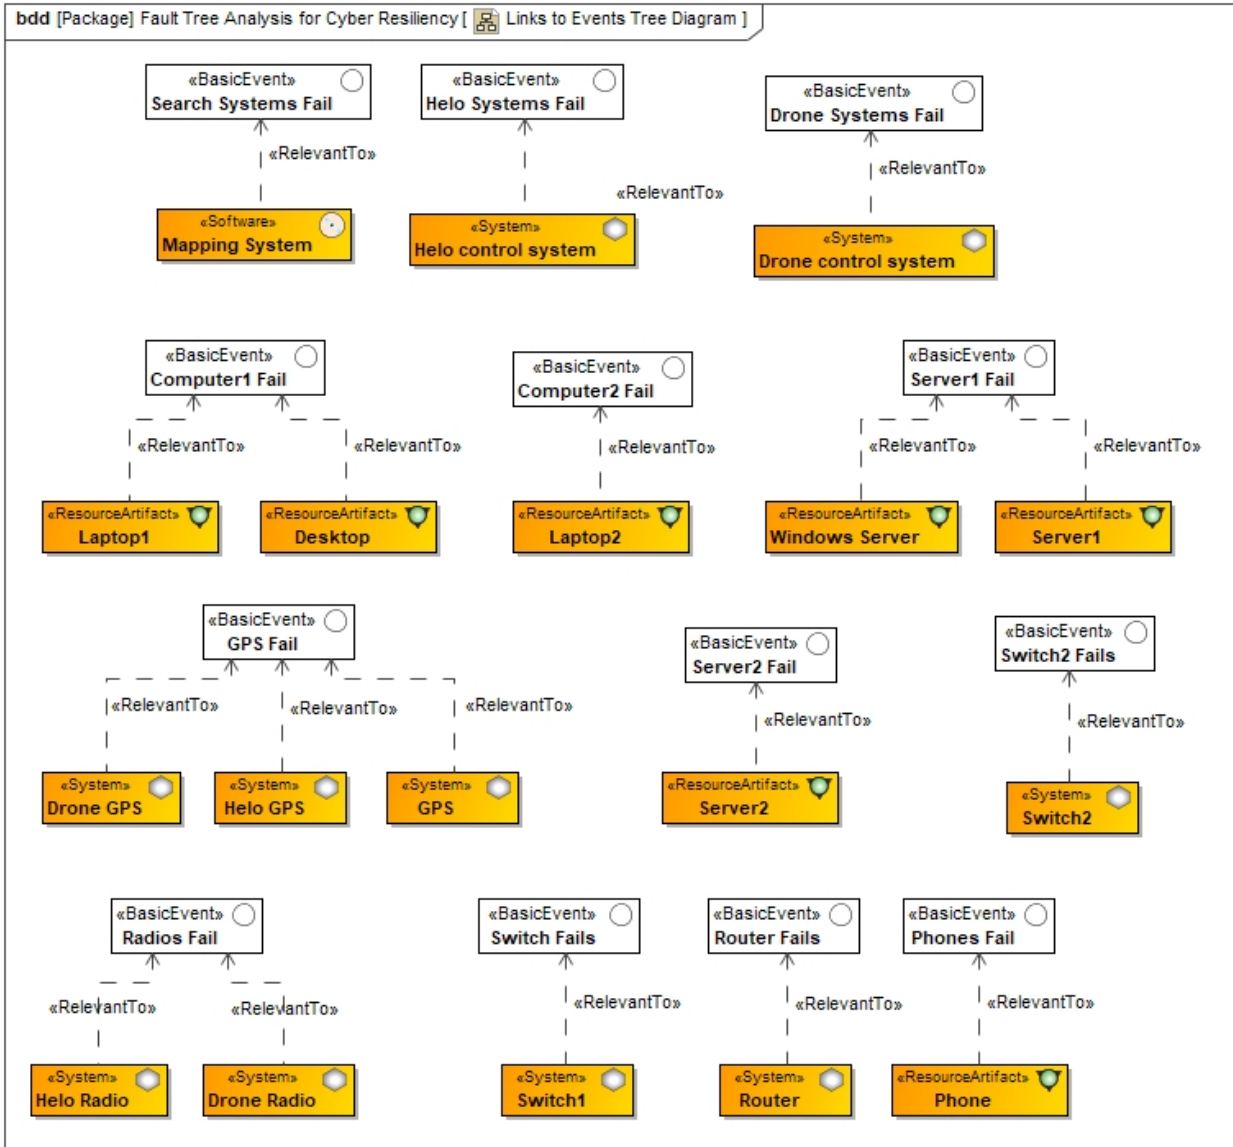 bdd [Package] Fault Tree Analysis for Cyber Resiliency [ Links to Events Tree Diagram ]
«BasicEvent»
Search Systems Fail
«BasicEvent»
Helo Systems Fail
«BasicEvent»
Drone Systems Fail
«RelevantTo»
«RelevantTo»
«RelevantTo»
«Software»
Mapping System
«System»
Helo control system
«System»
Drone control system
«BasicEvent»
Computer1 Fail
«BasicEvent»
Computer2 Fail
«BasicEvent»
Server1 Fail
«RelevantTo»
«RelevantTo»
«RelevantTo»
«RelevantTo»
«RelevantTo»
«ResourceArtifact»
Laptop1
«ResourceArtifact»
Desktop
«ResourceArtifact»
Laptop2
«ResourceArtifact»
Windows Server
«ResourceArtifact»
Server1
«BasicEvent»
GPS Fail
«BasicEvent»
Server2 Fail
«BasicEvent»
Switch2 Fails
«RelevantTo»
«RelevantTo»
«RelevantTo»
«RelevantTo»
«RelevantTo»
«System»
Drone GPS
«System»
Helo GPS
«System»
GPS
«ResourceArtifact»
Server2
«System»
Switch2
«BasicEvent»
Radios Fail
«BasicEvent»
Switch Fails
«BasicEvent»
Router Fails
«BasicEvent»
Phones Fail
«RelevantTo»
«RelevantTo»
«RelevantTo»
«RelevantTo»
«RelevantTo»
«System»
Helo Radio
«System»
Drone Radio
«System»
Switch1
«System»
Router
«ResourceArtifact»
Phone